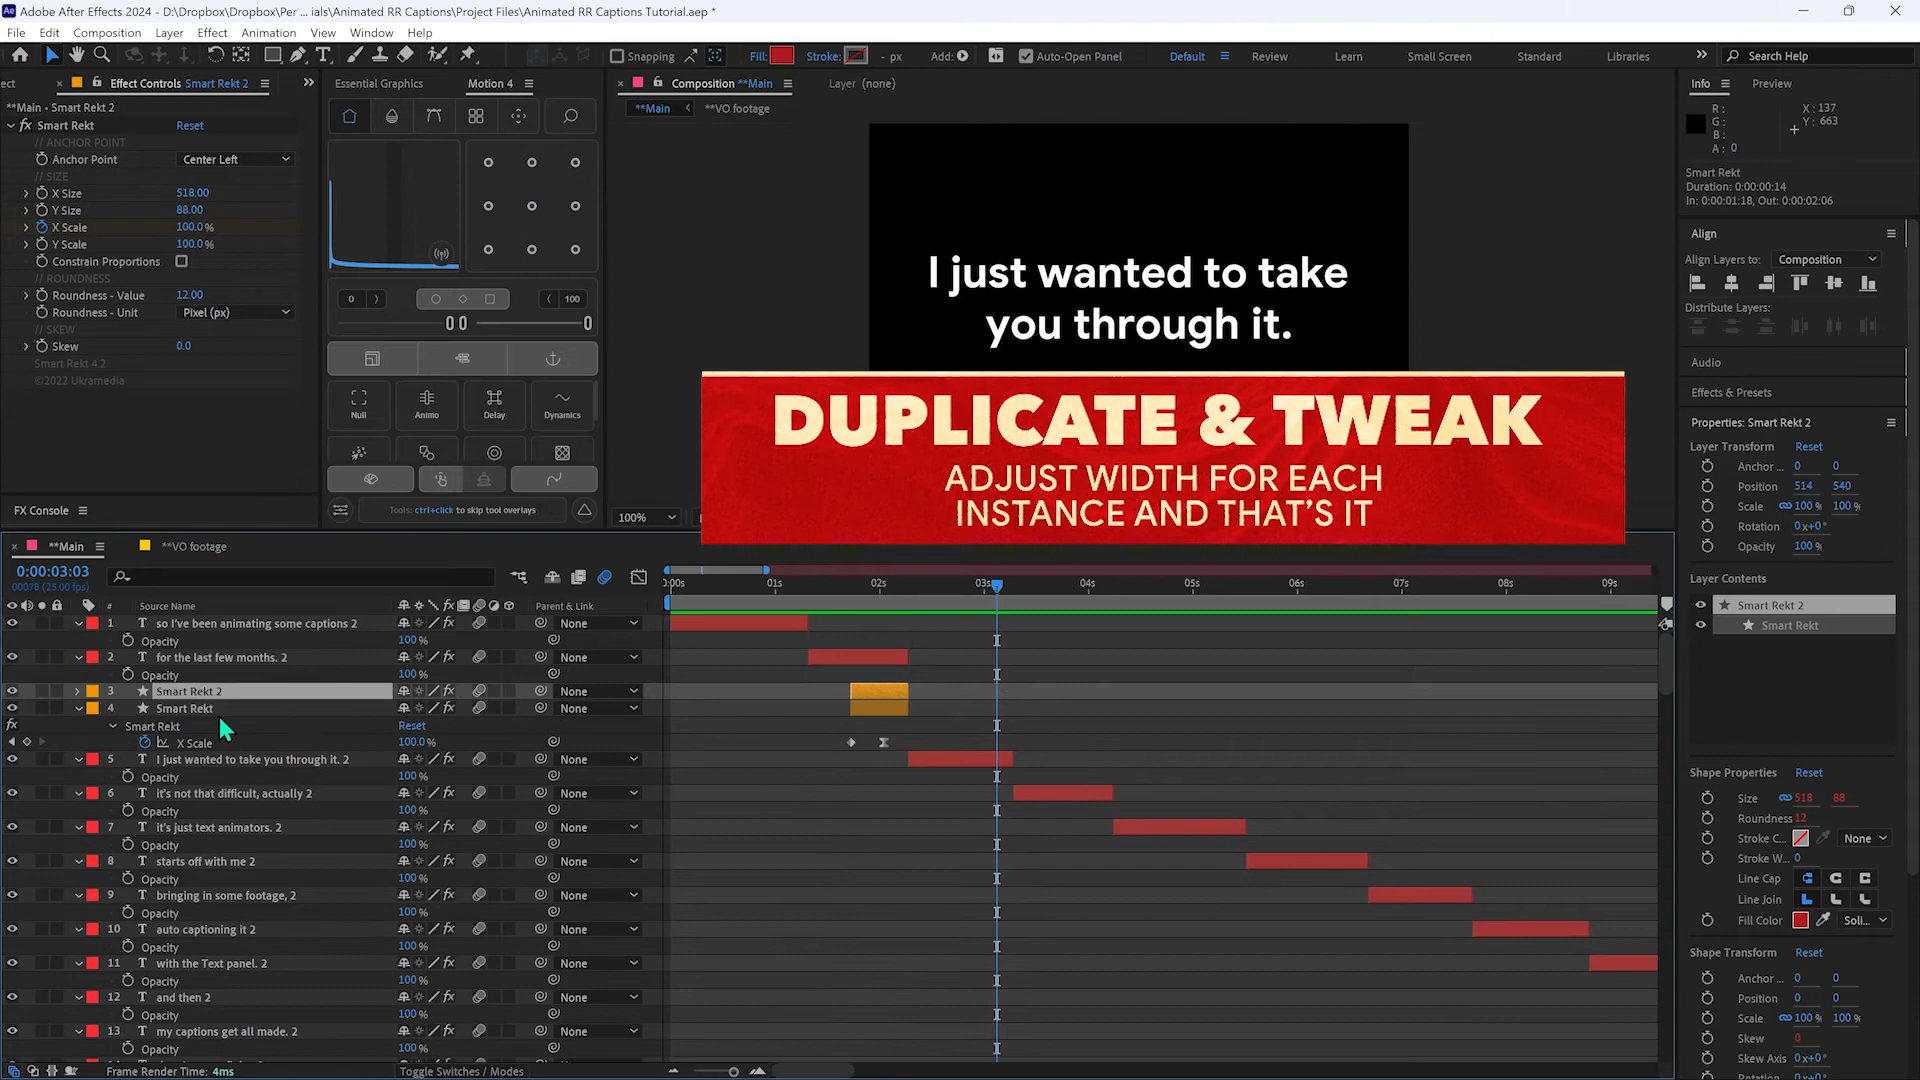 Adobe After Effects 2024 - D:\Dropbox\Dropbox\Per ... ials\Animated RR Captions\Project Files\Animated RR Captions Tutorial.aep *
File Edit Composition Layer Effect Animation View Window Help
Snapping Fill: Stroke: - px Add: Auto-Open Panel Default Review Learn Small Screen Standard Libraries Search Help
ect Effect Controls Smart Rekt 2
**Main • Smart Rekt 2
fx Smart Rekt Reset
// ANCHOR POINT
Anchor Point Center Left
// SIZE
X Size 518.00
Y Size 88.00
X Scale 100.0%
Y Scale 100.0%
Constrain Proportions
// ROUNDNESS
Roundness - Value 12.00
Roundness - Unit Pixel (px)
// SKEW
Skew 0.0
Smart Rekt 4.2
©2022 Ukramedia
FX Console
Essential Graphics Motion 4
0 100
Null Animo Delay Dynamics
Tools: ctrl+click to skip tool overlays
Composition **Main Layer (none)
**Main **VO footage
I just wanted to take
you through it.
DUPLICATE & TWEAK
ADJUST WIDTH FOR EACH
INSTANCE AND THAT'S IT
100%
Info Preview
R:
G:
B:
A: 0
X: 137
Y: 663
Smart Rekt
Duration: 0:00:00:14
In: 0:00:01:18, Out: 0:00:02:06
Align
Align Layers to: Composition
Distribute Layers:
Audio
Effects & Presets
Properties: Smart Rekt 2
Layer Transform Reset
Anchor ... 0 0
Position 514 540
Scale 100 % 100 %
Rotation 0x+0°
Opacity 100 %
Layer Contents
Smart Rekt 2
Smart Rekt
Shape Properties Reset
Size 518 88
Roundness 12
Stroke C... None
Stroke W... 0
Line Cap
Line Join
Fill Color Soli...
Shape Transform Reset
Anchor ... 0 0
Position 0 0
Scale 100 % 100 %
Skew 0
Skew Axis 0x+0°
Rotation 0x+0°
**Main **VO footage
0:00:03:03
00078 (25.00 fps)
0:00s 01s 02s 03s 04s 05s 06s 07s 08s 09s
# Source Name Parent & Link
1 T so I've been animating some captions 2 None
Opacity 100 %
2 T for the last few months. 2 None
Opacity 100 %
3 Smart Rekt 2 None
4 Smart Rekt None
fx Smart Rekt Reset
X Scale 100.0 %
5 T I just wanted to take you through it. 2 None
Opacity 100 %
6 T it's not that difficult, actually 2 None
Opacity 100 %
7 T it's just text animators. 2 None
Opacity 100 %
8 T starts off with me 2 None
Opacity 100 %
9 T bringing in some footage, 2 None
Opacity 100 %
10 T auto captioning it 2 None
Opacity 100 %
11 T with the Text panel. 2 None
Opacity 100 %
12 T and then 2 None
Opacity 100 %
13 T my captions get all made. 2 None
Opacity 100 %
Frame Render Time: 4ms Toggle Switches / Modes